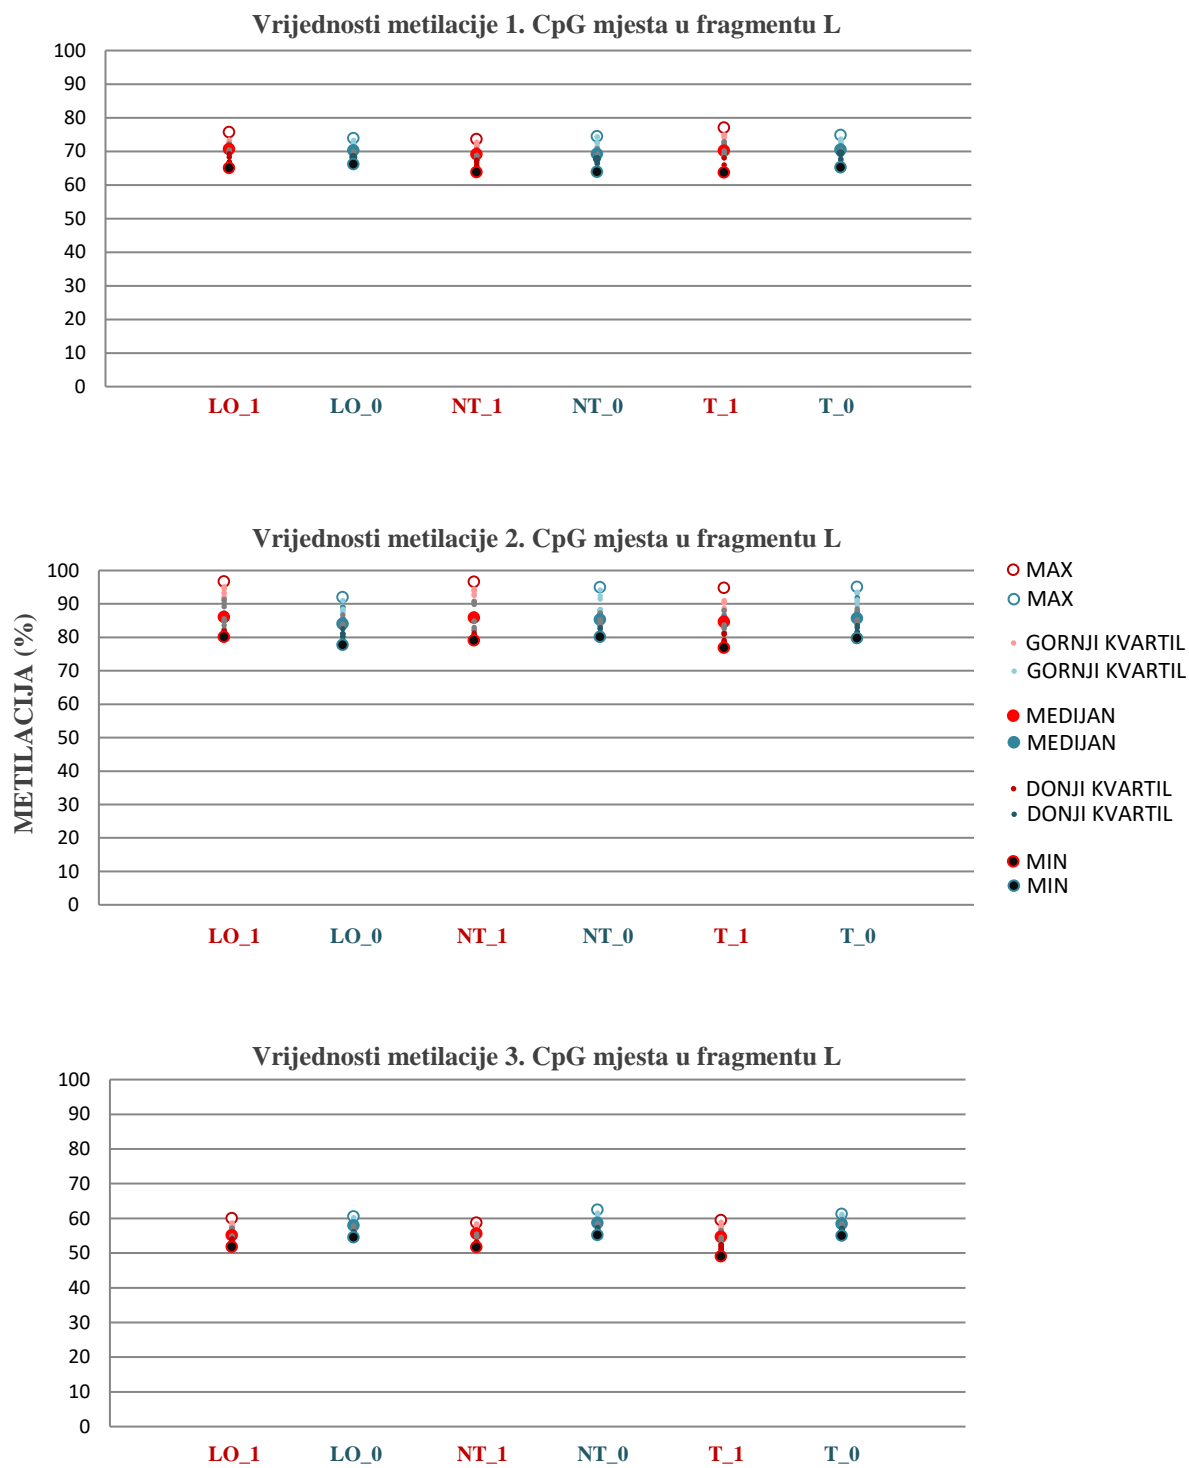 Vrijednosti metilacije 1. CpG mjesta u fragmentu L
100
90
80
70
60
50
40
30
20
10
0
LO_1 LO_0 NT_1 NT_0 T_1 T_0
Vrijednosti metilacije 2. CpG mjesta u fragmentu L
METILACIJA (%)
100
90
80
70
60
50
40
30
20
10
0
LO_1 LO_0 NT_1 NT_0 T_1 T_0
MAX
MAX
GORNJI KVARTIL
GORNJI KVARTIL
MEDIJAN
MEDIJAN
DONJI KVARTIL
DONJI KVARTIL
MIN
MIN
Vrijednosti metilacije 3. CpG mjesta u fragmentu L
100
90
80
70
60
50
40
30
20
10
0
LO_1 LO_0 NT_1 NT_0 T_1 T_0